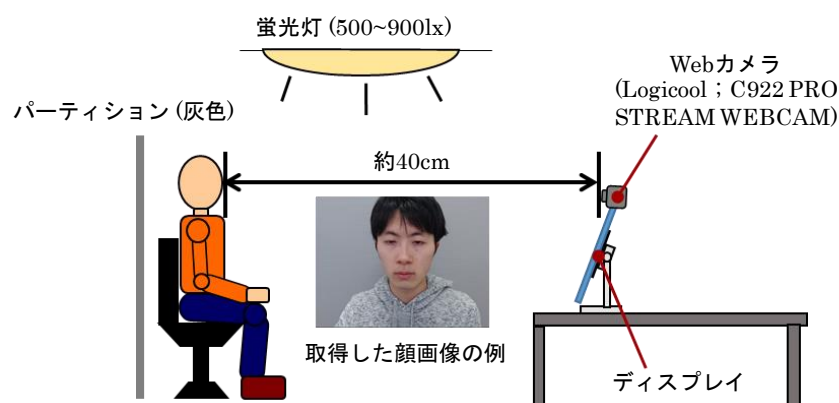 蛍光灯 (500~900lx)
Webカメラ
(Logicool；C922 PRO
STREAM WEBCAM)
パーティション (灰色)
約40cm
取得した顔画像の例
ディスプレイ